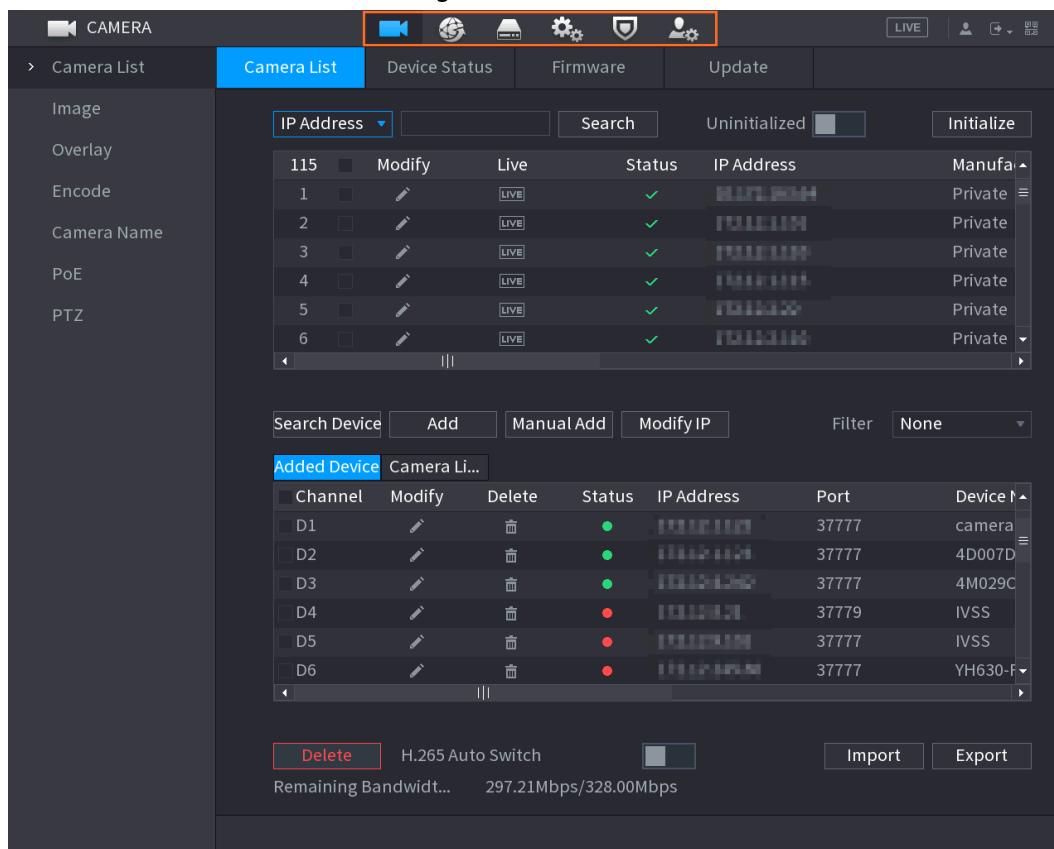 CAMERA LIVE
Camera List Camera List Device Status Firmware Update
Image
IP Address Search Uninitialized Initialize
Overlay
115 Modify Live Status IP Address Manufa
Encode
1 LIVE Private
2 LIVE Private
Camera Name
3 LIVE Private
PoE
4 LIVE Private
5 LIVE Private
PTZ
6 LIVE Private
Search Device Add Manual Add Modify IP Filter None
Added Device Camera Li...
Channel Modify Delete Status IP Address Port Device N
D1 37777 camera
D2 37777 4D007D
D3 37777 4M029C
D4 37779 IVSS
D5 37777 IVSS
D6 37777 YH630-F
Delete H.265 Auto Switch Import Export
Remaining Bandwidt... 297.21Mbps/328.00Mbps